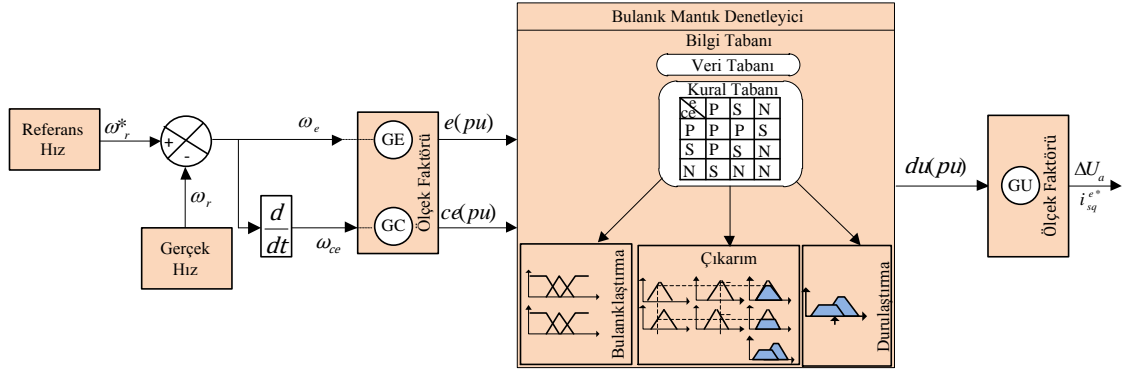 Bulanık Mantık Denetleyici
Bilgi Tabanı
Veri Tabanı
Kural Tabanı
e
ce P S N
P P P S
S P S N
N S N N
Referans
Hız
ω*r
+
-
ωr
Gerçek
Hız
ωe
d
dt
ωce
GE
GC
Ölçek Faktörü
e(pu)
ce(pu)
Bulanıklaştırma
Çıkarım
Durulaştırma
du(pu)
GU
Ölçek Faktörü
ΔUa
i e* sq